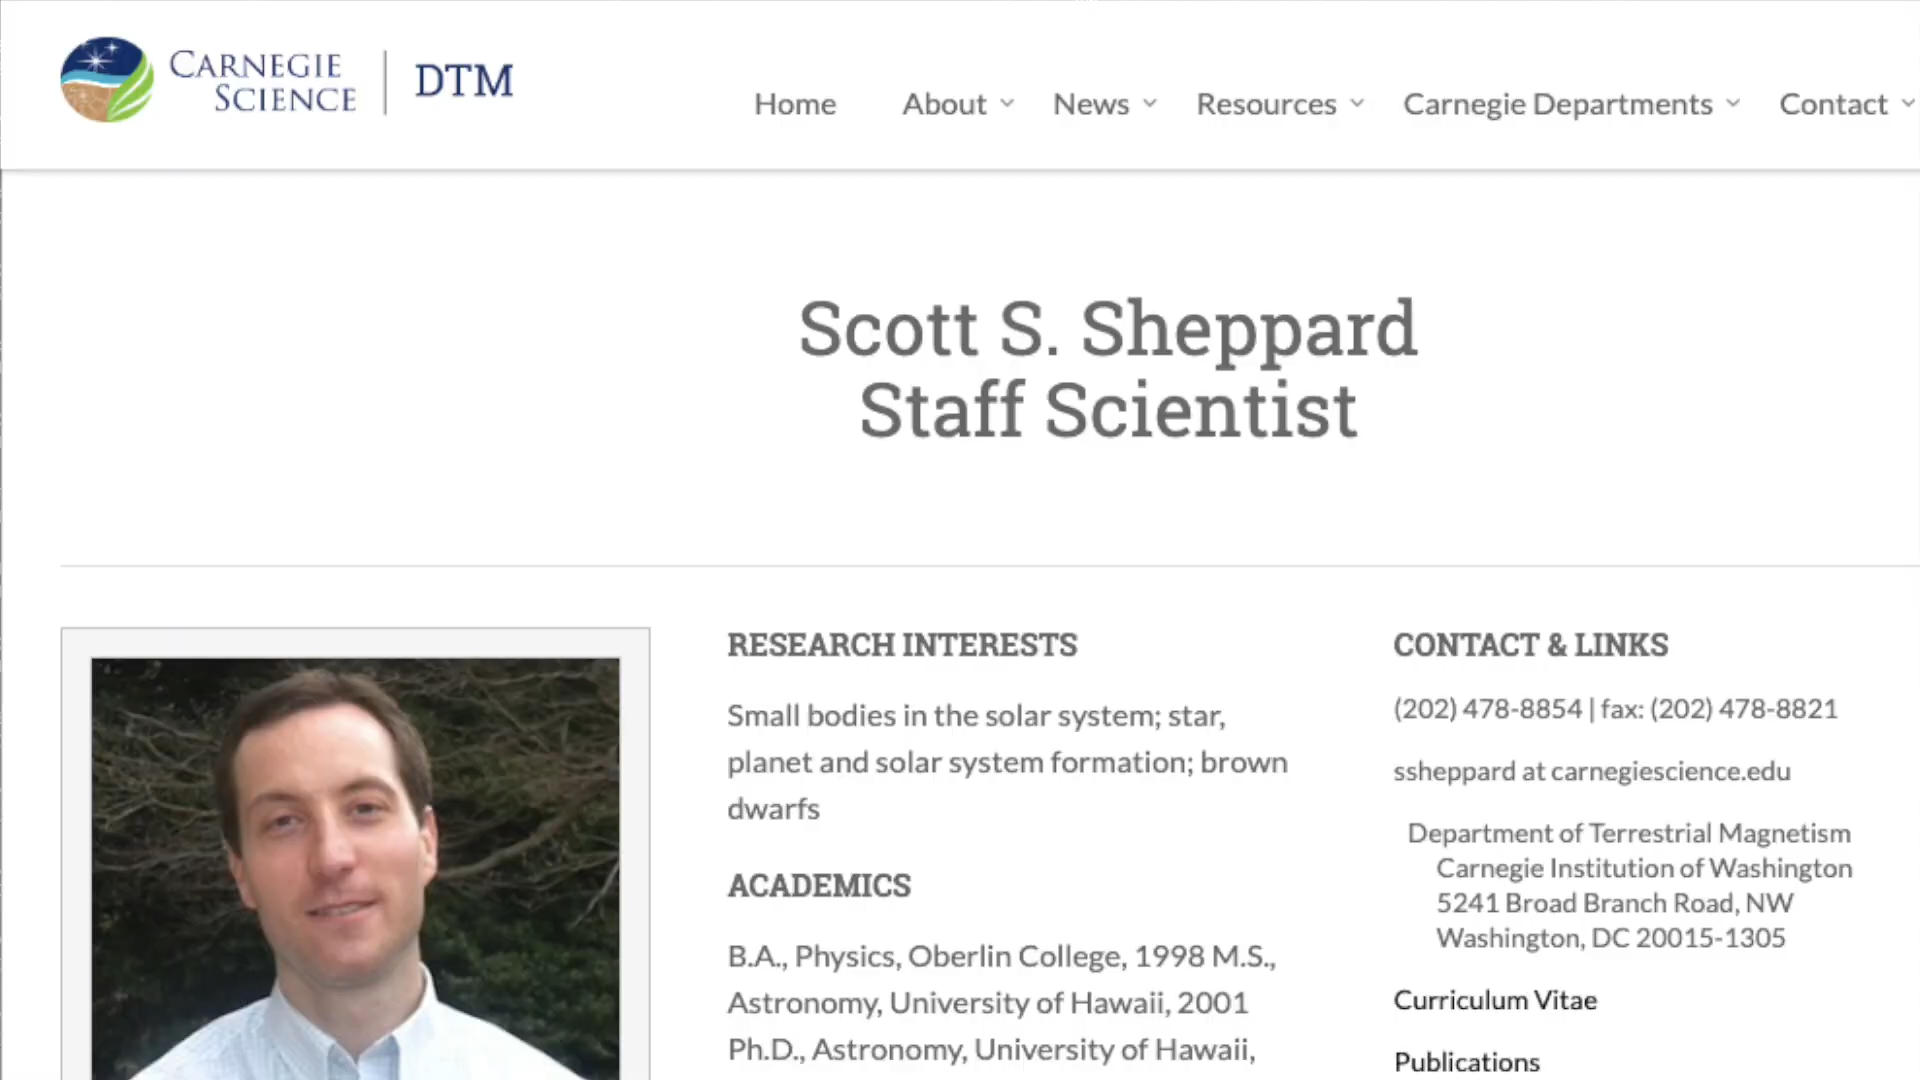 CARNEGIE
SCIENCE
DTM
Home About News Resources Carnegie Departments Contact
Scott S. Sheppard
Staff Scientist
RESEARCH INTERESTS
Small bodies in the solar system; star,
planet and solar system formation; brown
dwarfs
ACADEMICS
B.A., Physics, Oberlin College, 1998 M.S.,
Astronomy, University of Hawaii, 2001
Ph.D., Astronomy, University of Hawaii,
CONTACT & LINKS
(202) 478-8854 | fax: (202) 478-8821
ssheppard at carnegiescience.edu
Department of Terrestrial Magnetism
Carnegie Institution of Washington
5241 Broad Branch Road, NW
Washington, DC 20015-1305
Curriculum Vitae
Publications